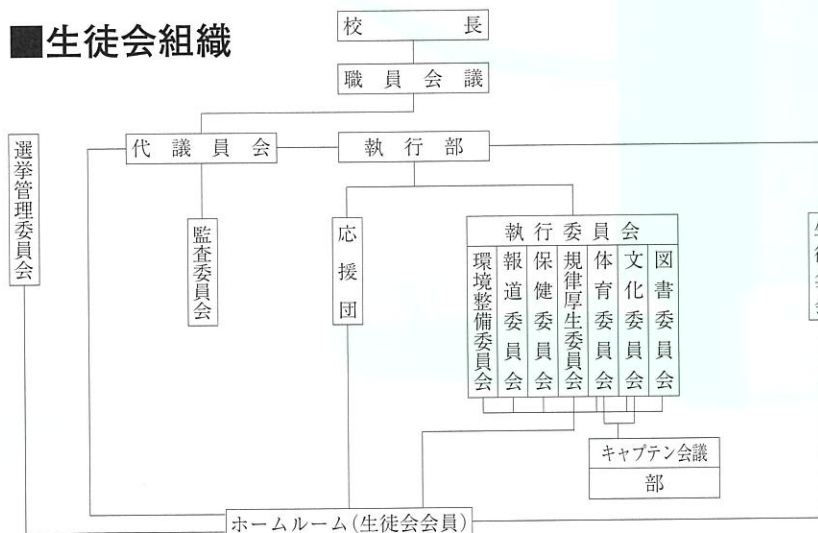 ■生徒会組織
校長
職員会議
代議員会
執行部
選挙管理委員会
監査委員会
応援団
執行委員会
環境整備委員会
報道委員会
保健委員会
規律厚生委員会
体育委員会
文化委員会
図書委員会
キャプテン会議
部
ホームルーム(生徒会会員)